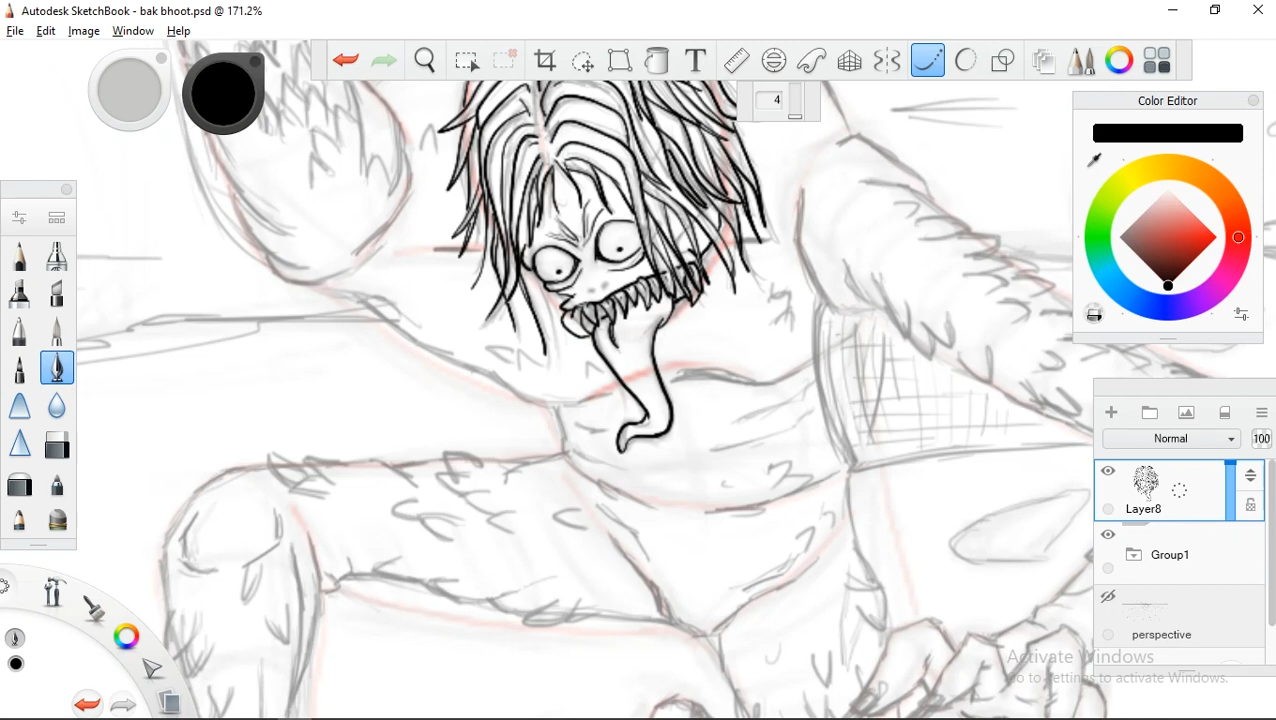 Autodesk SketchBook - bak bhoot.psd @ 171.2%
File Edit Image Window Help
T
4
Color Editor
Normal 100
Layer8
Group1
perspective
Activate Windows
Go to Settings to activate Windows.